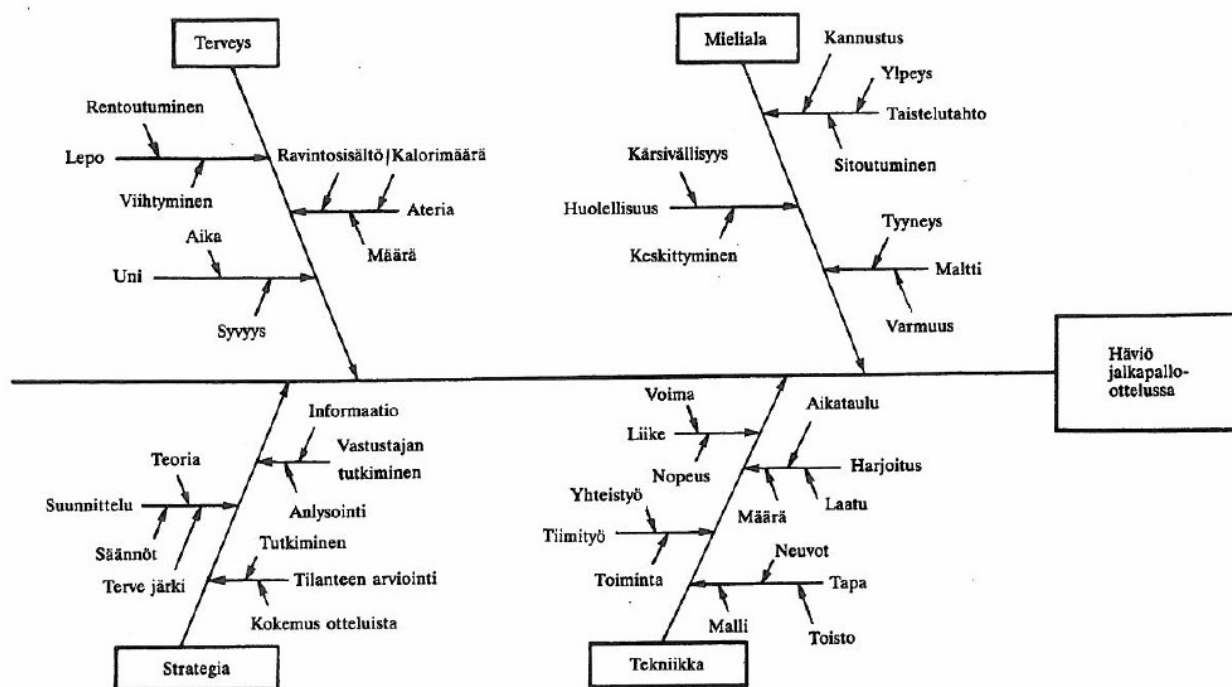 Terveys
Rentoutuminen
Lepo
Viihtyminen
Ravintosisältö/Kalorimäärä
Ateria
Määrä
Aika
Uni
Syvyys
Mieliala
Kannustus
Ylpeys
Taistelutahto
Sitoutuminen
Kärsivällisyys
Huolellisuus
Keskittyminen
Tyyneys
Maltti
Varmuus
Häviö
jalkapallo-
ottelussa
Informaatio
Vastustajan
tutkiminen
Anlysointi
Teoria
Suunnittelu
Säännöt
Terve järki
Tutkiminen
Tilanteen arviointi
Kokemus otteluista
Strategia
Voima
Liike
Nopeus
Aikataulu
Harjoitus
Määrä
Laatu
Yhteistyö
Tiimityö
Toiminta
Neuvot
Tapa
Malli
Toisto
Tekniikka